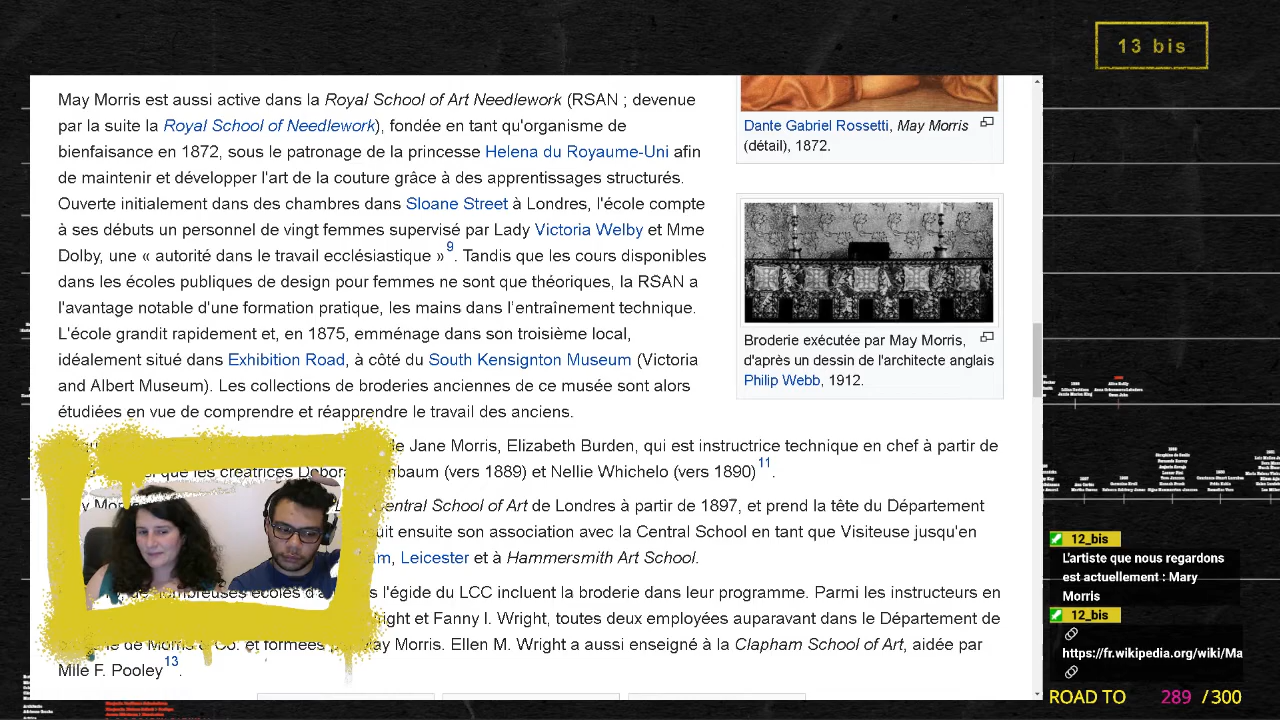 13 bis
May Morris est aussi active dans la Royal School of Art Needlework (RSAN ; devenue
par la suite la Royal School of Needlework), fondée en tant qu'organisme de
bienfaisance en 1872, sous le patronage de la princesse Helena du Royaume-Uni afin
de maintenir et développer l'art de la couture grâce à des apprentissages structurés.
Ouverte initialement dans des chambres dans Sloane Street à Londres, l'école compte
à ses débuts un personnel de vingt femmes supervisé par Lady Victoria Welby et Mme
Dolby, une « autorité dans le travail ecclésiastique »9. Tandis que les cours disponibles
dans les écoles publiques de design pour femmes ne sont que théoriques, la RSAN a
l'avantage notable d'une formation pratique, les mains dans l'entraînement technique.
L'école grandit rapidement et, en 1875, emménage dans son troisième local,
idéalement situé dans Exhibition Road, à côté du South Kensignton Museum (Victoria
and Albert Museum). Les collections de broderies anciennes de ce musée sont alors
étudiées en vue de comprendre et réapprendre le travail des anciens.
Jane Morris, Elizabeth Burden, qui est instructrice technique en chef à partir de
que les créatrices (vers 1889) et Nellie Whichelo (vers 1890)11.
Central School of Art de Londres à partir de 1897, et prend la tête du Département
ensuite son association avec la Central School en tant que Visiteuse jusqu'en
Leicester et à Hammersmith Art School.
nombreuses écoles l'égide du LCC incluent la broderie dans leur programme. Parmi les instructeurs en
et Fanny I. Wright, toutes deux employées auparavant dans le Département de
de Morris & Co. et formées May Morris. Ellen M. Wright a aussi enseigné à la Clapham School of Art, aidée par
Mlle F. Pooley13.
Dante Gabriel Rossetti, May Morris
(détail), 1872.
Broderie exécutée par May Morris,
d'après un dessin de l'architecte anglais
Philip Webb, 1912.
12_bis
L'artiste que nous regardons
est actuellement : Mary
Morris
12_bis
https://fr.wikipedia.org/wiki/Ma
ROAD TO 289 / 300